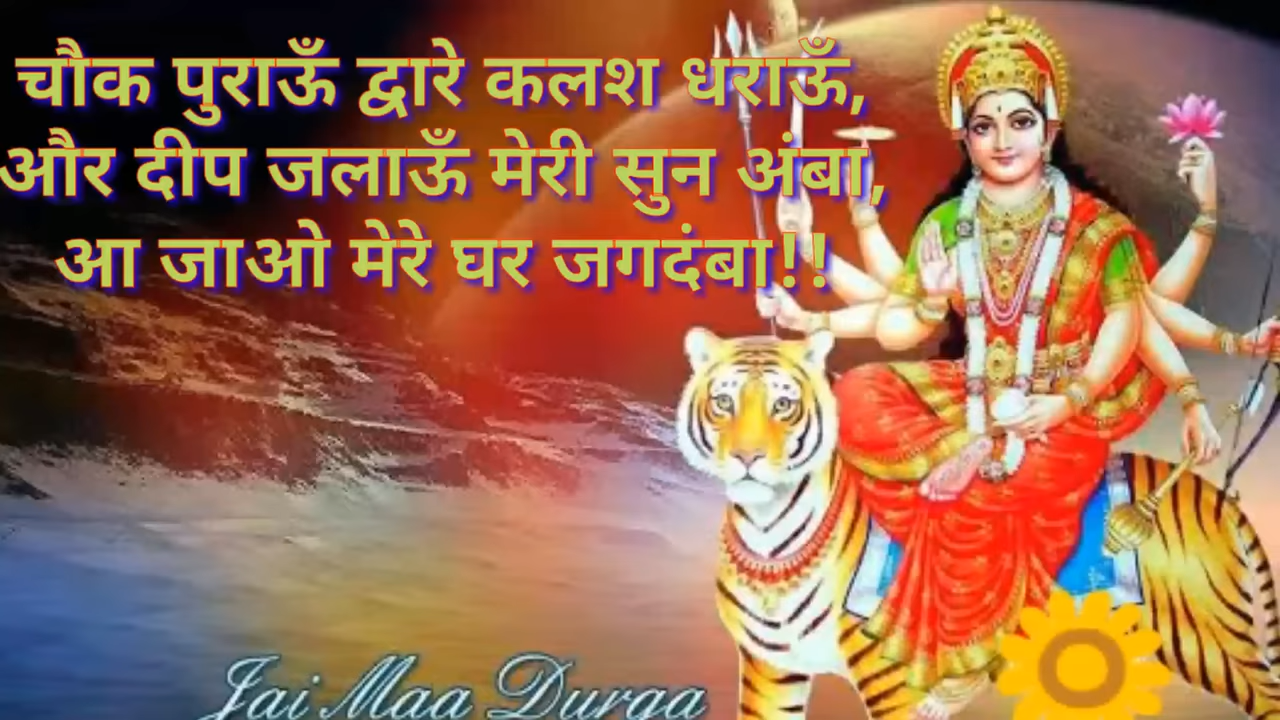 चौक पुराऊँ द्वारे कलश धराऊँ,
और दीप जलाऊँ मेरी सुन अंबा,
आ जाओ मेरे घर जगदंबा!!
Jai Maa Durga